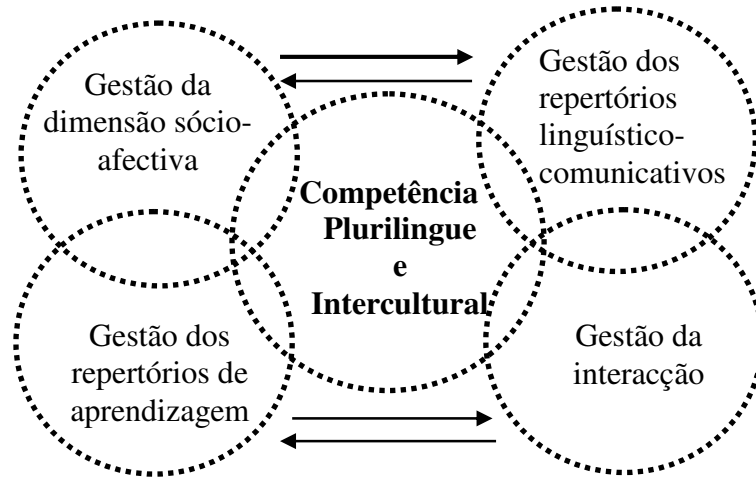 Gestão da
dimensão sócio-
afectiva
Gestão dos
repertórios
linguístico-
comunicativos
Competência
Plurilingue
e
Intercultural
Gestão dos
repertórios de
aprendizagem
Gestão da
interacção